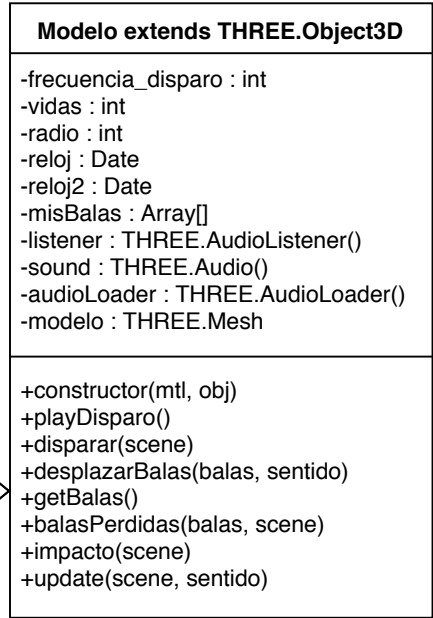 Modelo extends THREE.Object3D
-frecuencia_disparo : int
-vidas : int
-radio : int
-reloj : Date
-reloj2 : Date
-misBalas : Array[]
-listener : THREE.AudioListener()
-sound : THREE.Audio()
-audioLoader : THREE.AudioLoader()
-modelo : THREE.Mesh
+constructor(mtl, obj)
+playDisparo()
+disparar(scene)
+desplazarBalas(balas, sentido)
+getBalas()
+balasPerdidas(balas, scene)
+impacto(scene)
+update(scene, sentido)